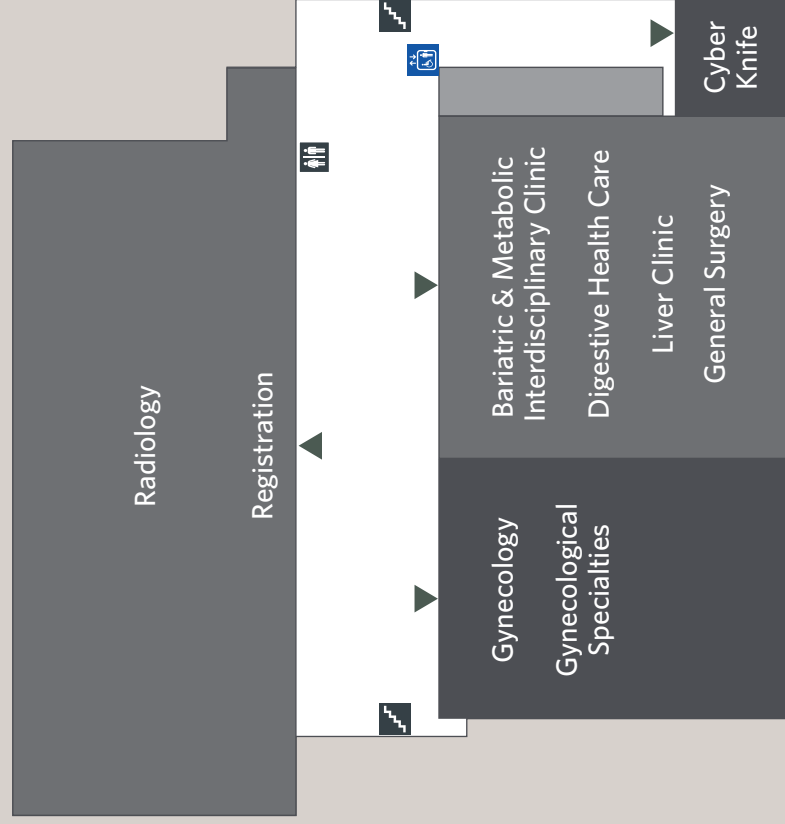 Radiology
Registration
Gynecology
Gynecological
Specialties
Bariatric & Metabolic
Interdisciplinary Clinic
Digestive Health Care
Liver Clinic
General Surgery
Cyber
Knife